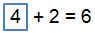 4 + 2 = 6